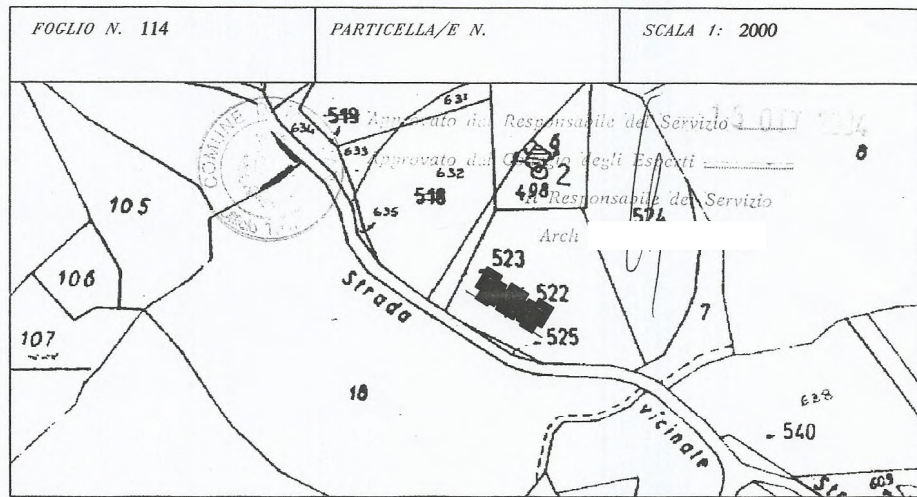 FOGLIO N. 114
PARTICELLA/E N.
SCALA 1: 2000
COMUNE
634
519
631
Approvato dal Responsabile del Servizio
633
632
Approvato dal Collegio degli Esperti
6
8
2
518
498
Il Responsabile del Servizio
105
635
524
Arch
523
106
Strada
522
107
525
7
18
638
vicinale
540
609